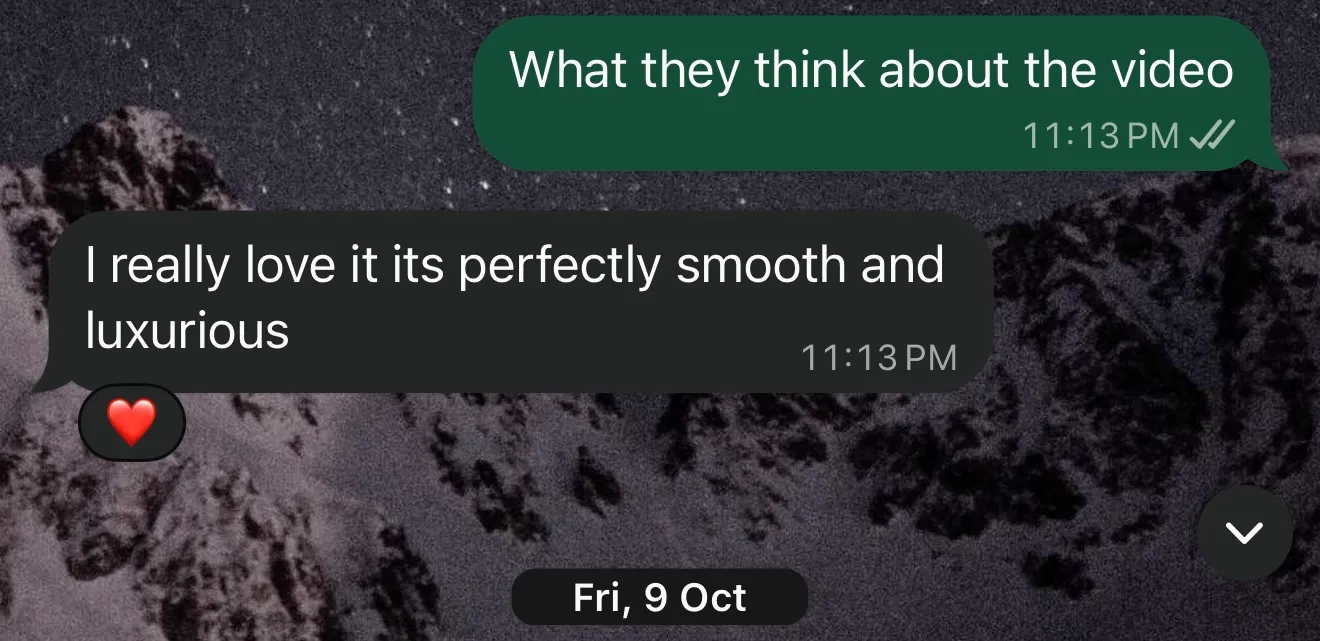 What they think about the video
11:13 PM
I really love it its perfectly smooth and
luxurious
11:13 PM
Fri, 9 Oct